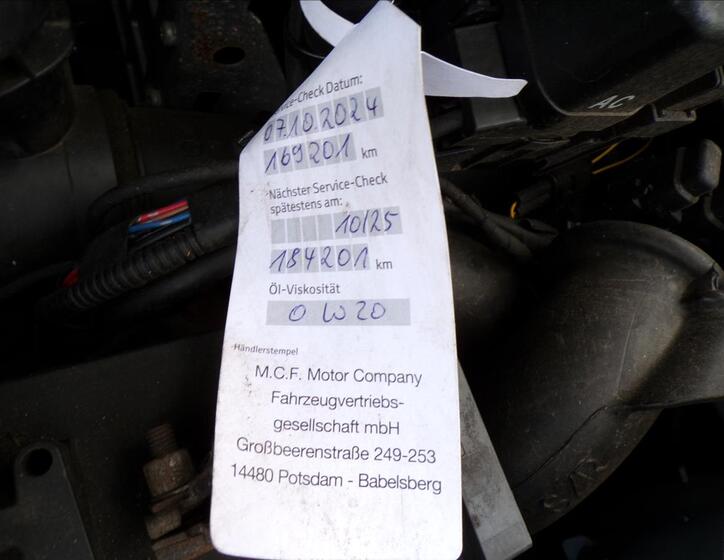 -Check Datum:
07.10.2024
169201 km
Nächster Service-Check
spätestens am:
10/25
184201 km
Öl-Viskosität
0 W 20
Händlerstempel
M.C.F. Motor Company
Fahrzeugvertriebs-
gesellschaft mbH
Großbeerenstraße 249-253
14480 Potsdam - Babelsberg
AC